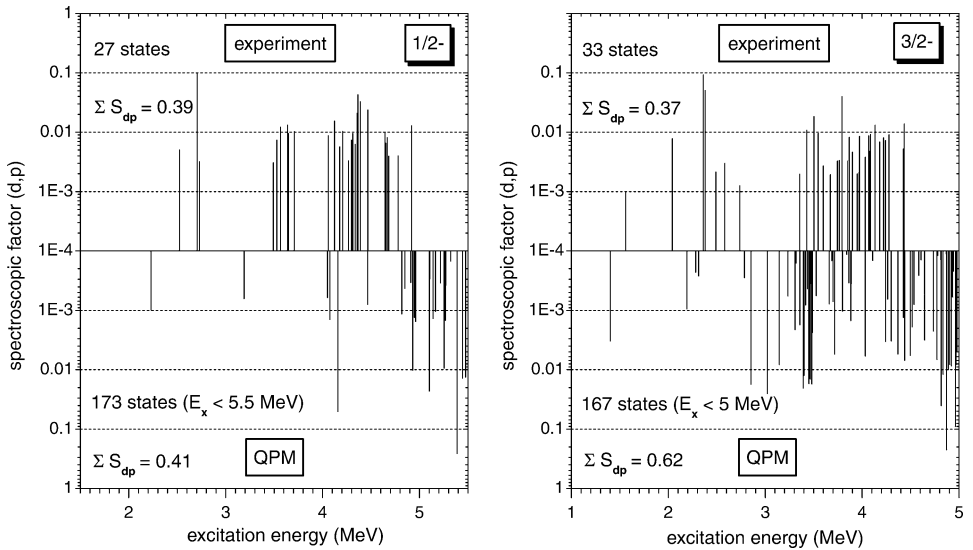 27 states
experiment
1/2-
Σ S_dp = 0.39
173 states (E_x < 5.5 MeV)
Σ S_dp = 0.41
QPM
1
0.1
0.01
1E-3
1E-4
1E-3
0.01
0.1
1
2
3
4
5
spectroscopic factor (d,p)
excitation energy (MeV)
33 states
experiment
3/2-
Σ S_dp = 0.37
167 states (E_x < 5 MeV)
Σ S_dp = 0.62
QPM
1
0.1
0.01
1E-3
1E-4
1E-3
0.01
0.1
1
1
2
3
4
5
spectroscopic factor (d,p)
excitation energy (MeV)